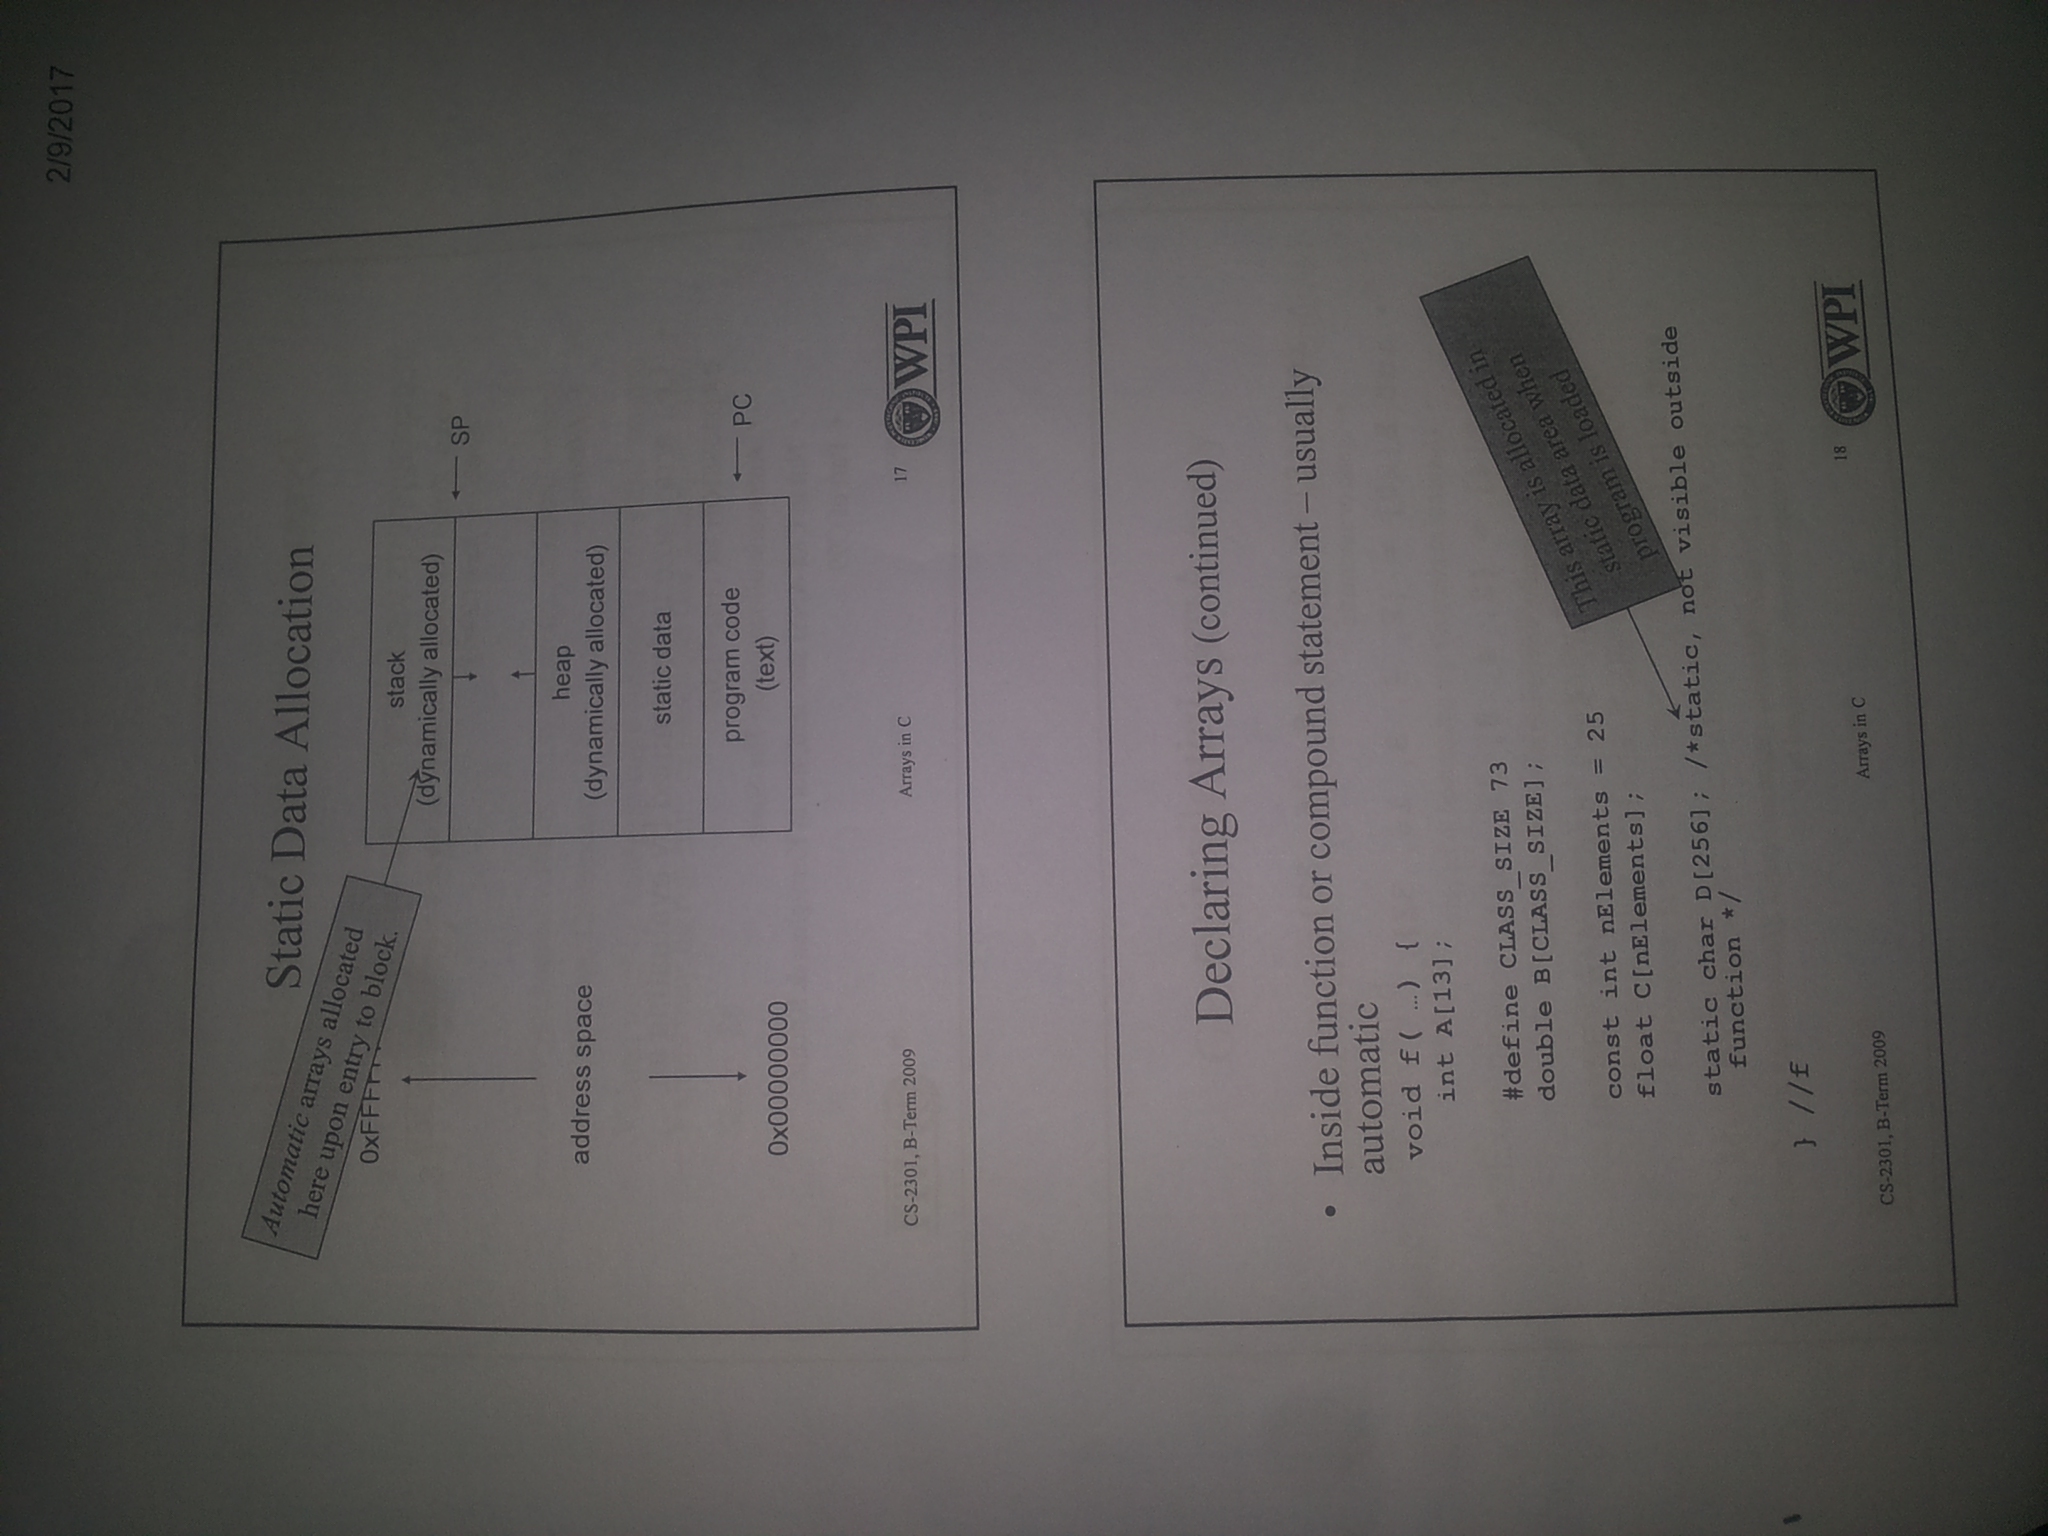 2/9/2017
Static Data Allocation
Automatic arrays allocated
here upon entry to block.
0xFFFFF
address space
0x00000000
stack
(dynamically allocated)
SP
heap
(dynamically allocated)
static data
program code
(text)
PC
CS-2301, B-Term 2009
Arrays in C
17
WPI
Declaring Arrays (continued)
• Inside function or compound statement – usually
automatic
void f( …) {
int A[13];
#define CLASS_SIZE 73
double B[CLASS_SIZE];
const int nElements = 25
float C[nElements];
This array is allocated in
static data area when
program is loaded
static char D[256]; /*static, not visible outside
function */
} //f
CS-2301, B-Term 2009
Arrays in C
18
WPI